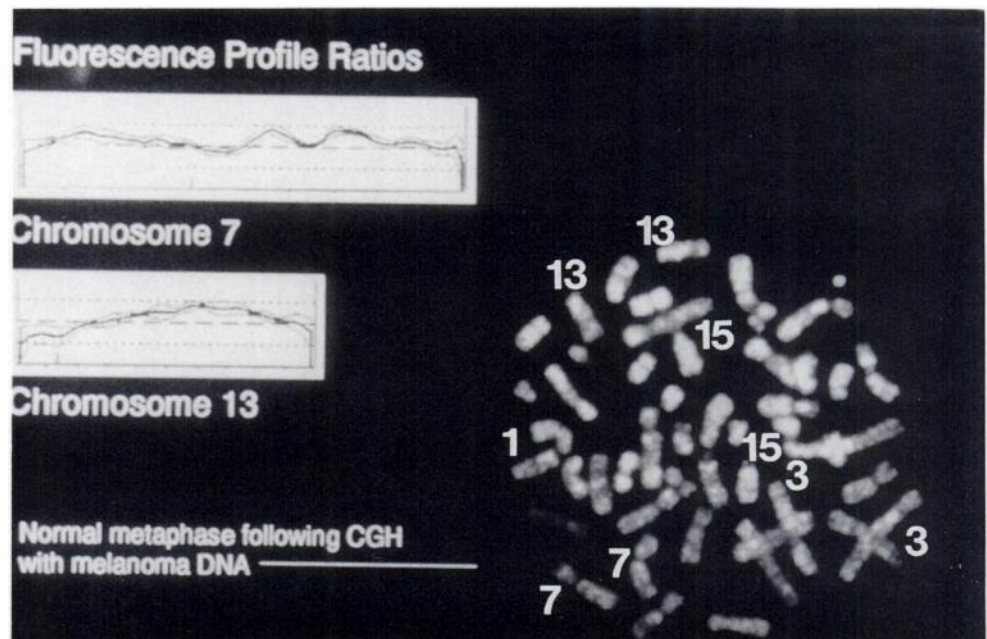 Fluorescence Profile Ratios
Chromosome 7
Chromosome 13
Normal metaphase following CGH
with melanoma DNA
13
13
15
1
15
3
3
7
7